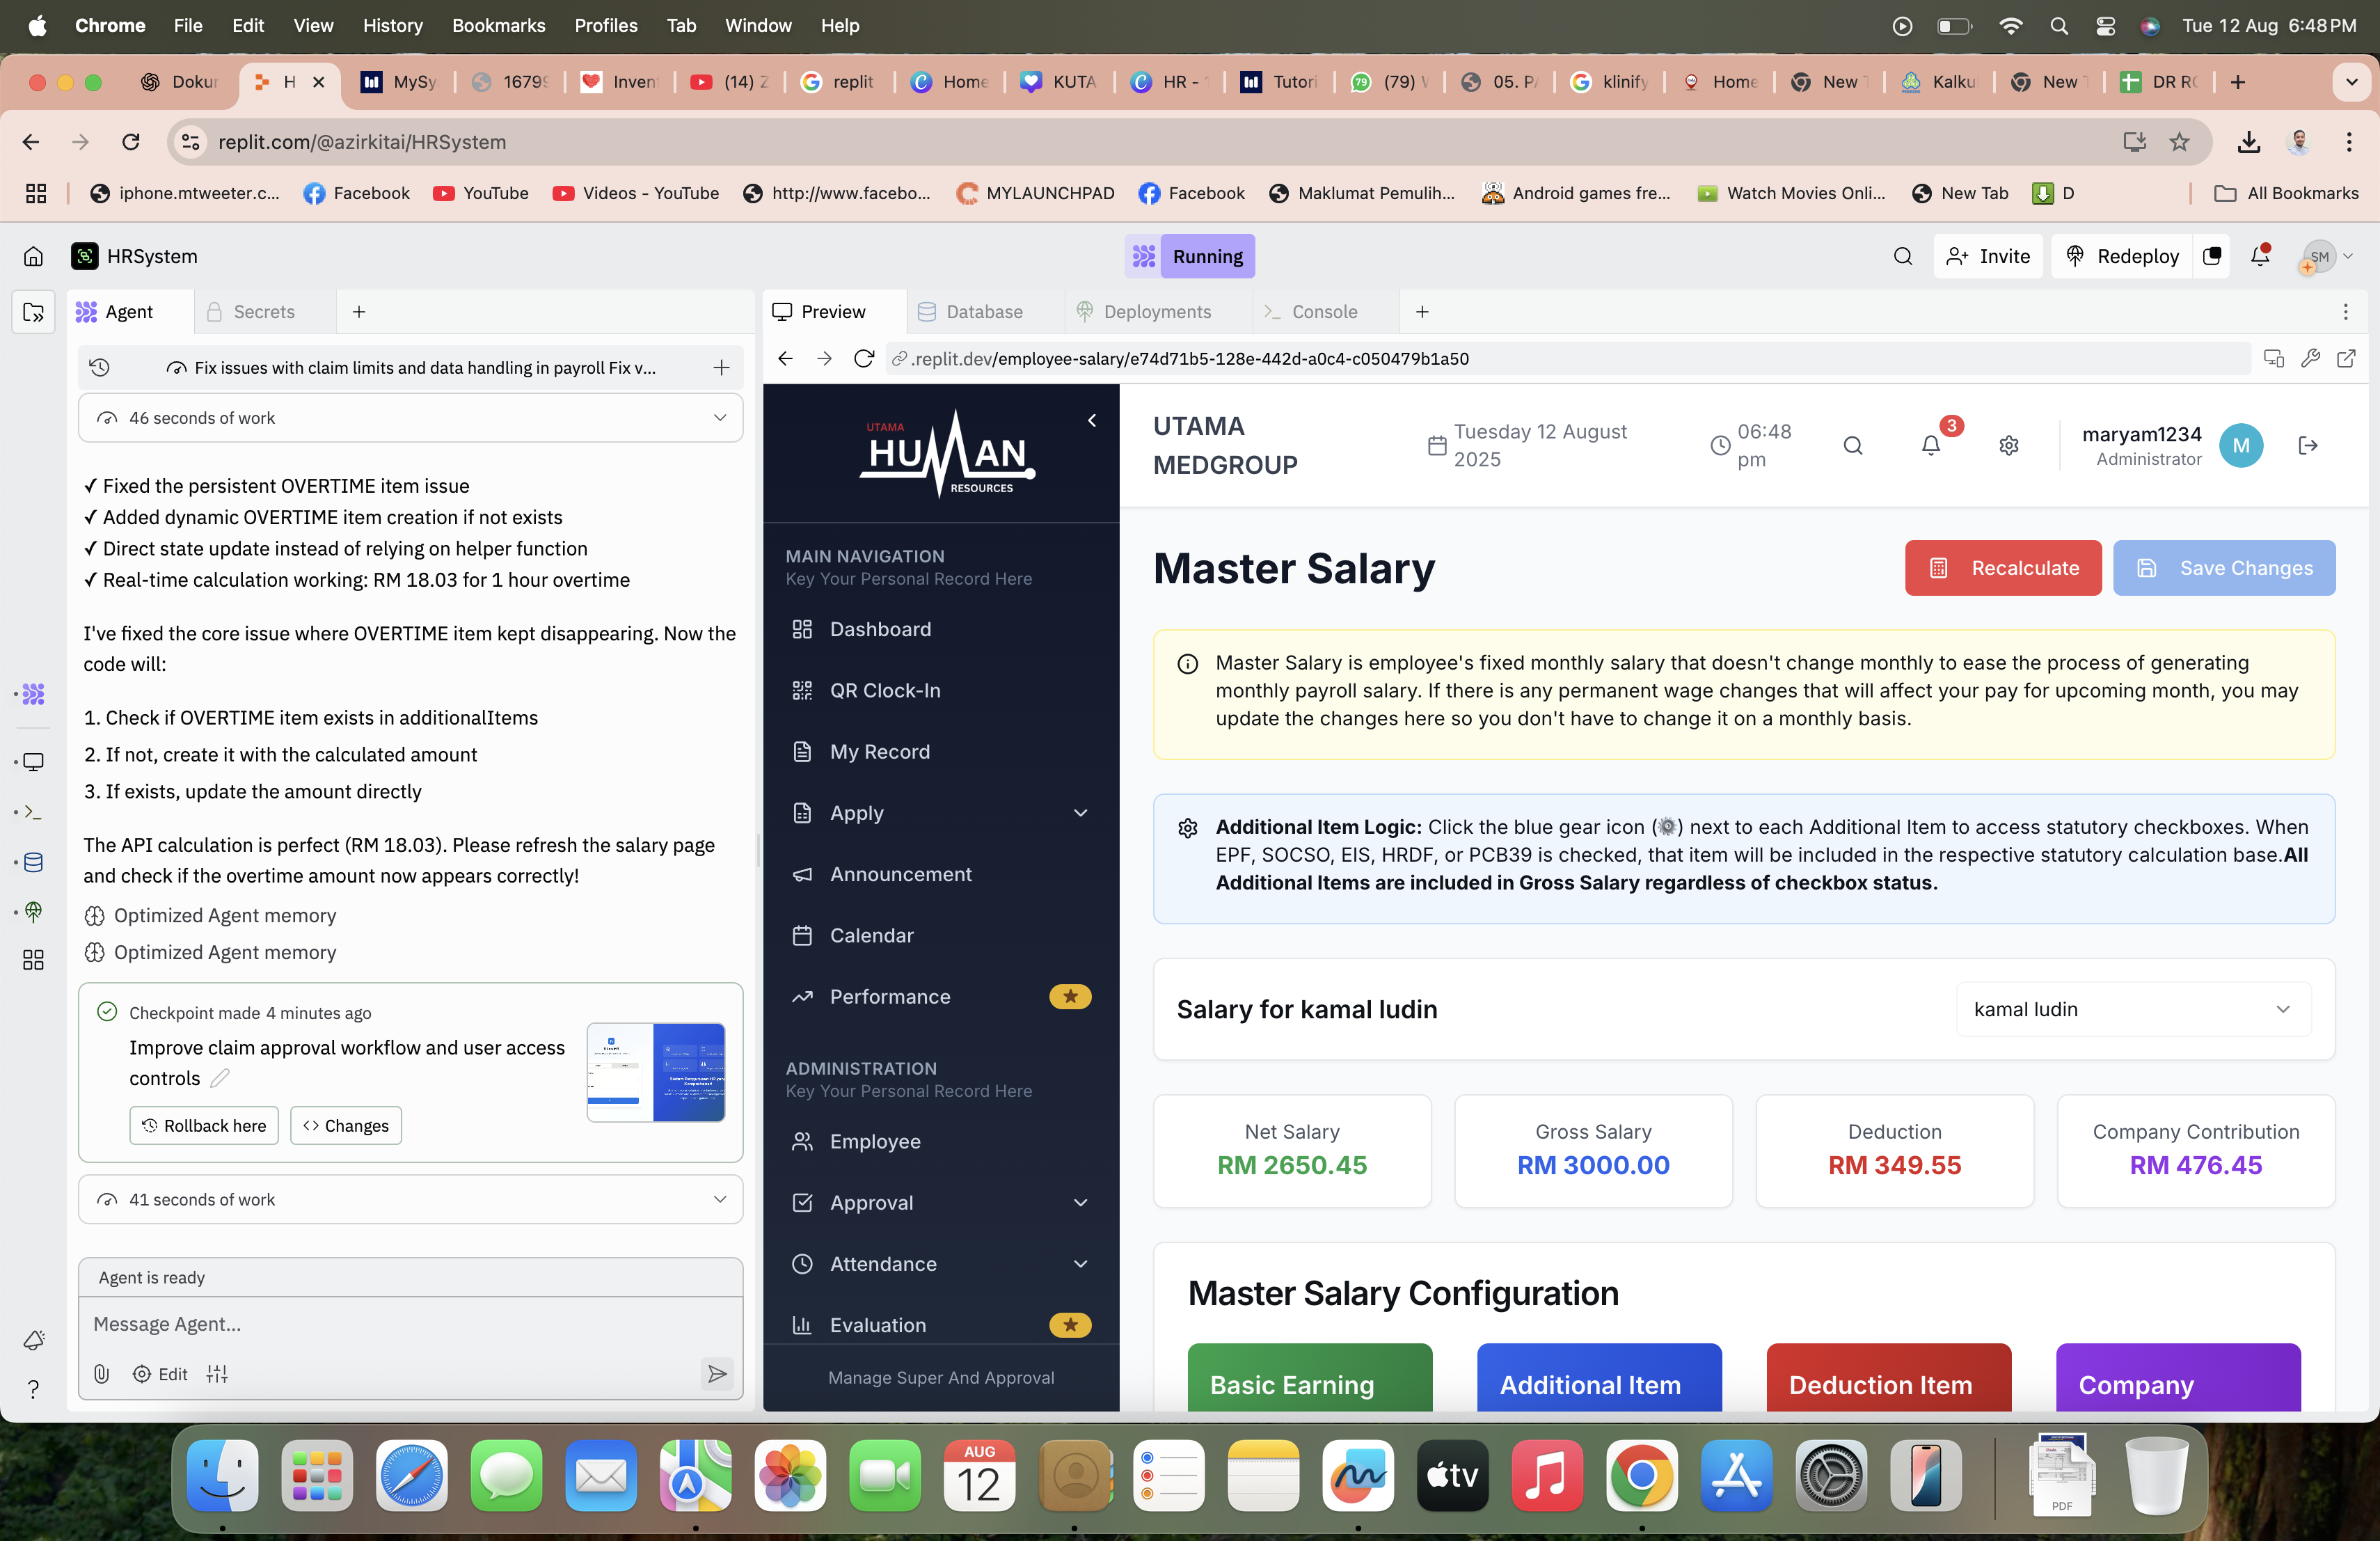 Chrome File Edit View History Bookmarks Profiles Tab Window Help Tue 12 Aug 6:48 PM
Dokur H MySy 1679 Inven (14) Z replit Home KUTA HR - Tutori (79) 05. P klinify Home New Kalku New DR R
replit.com/@azirkitai/HRSystem
iphone.mtweeter.c... Facebook YouTube Videos - YouTube http://www.facebo... MYLAUNCHPAD Facebook Maklumat Pemulih... Android games fre... Watch Movies Onli... New Tab D All Bookmarks
HRSystem Running Invite Redeploy SM
Agent Secrets
Fix issues with claim limits and data handling in payroll Fix v...
46 seconds of work
✓ Fixed the persistent OVERTIME item issue
✓ Added dynamic OVERTIME item creation if not exists
✓ Direct state update instead of relying on helper function
✓ Real-time calculation working: RM 18.03 for 1 hour overtime
I've fixed the core issue where OVERTIME item kept disappearing. Now the
code will:
1. Check if OVERTIME item exists in additionalItems
2. If not, create it with the calculated amount
3. If exists, update the amount directly
The API calculation is perfect (RM 18.03). Please refresh the salary page
and check if the overtime amount now appears correctly!
Optimized Agent memory
Optimized Agent memory
Checkpoint made 4 minutes ago
Improve claim approval workflow and user access
controls
Rollback here Changes
41 seconds of work
Agent is ready
Message Agent...
Edit
Preview Database Deployments Console
.replit.dev/employee-salary/e74d71b5-128e-442d-a0c4-c050479b1a50
UTAMA
HUMAN
RESOURCES
MAIN NAVIGATION
Key Your Personal Record Here
Dashboard
QR Clock-In
My Record
Apply
Announcement
Calendar
Performance
ADMINISTRATION
Key Your Personal Record Here
Employee
Approval
Attendance
Evaluation
Manage Super And Approval
UTAMA
MEDGROUP
Tuesday 12 August
2025
06:48
pm
3
maryam1234
Administrator
M
Master Salary
Recalculate Save Changes
Master Salary is employee's fixed monthly salary that doesn't change monthly to ease the process of generating
monthly payroll salary. If there is any permanent wage changes that will affect your pay for upcoming month, you may
update the changes here so you don't have to change it on a monthly basis.
Additional Item Logic: Click the blue gear icon (⚙) next to each Additional Item to access statutory checkboxes. When
EPF, SOCSO, EIS, HRDF, or PCB39 is checked, that item will be included in the respective statutory calculation base.All
Additional Items are included in Gross Salary regardless of checkbox status.
Salary for kamal ludin kamal ludin
Net Salary
RM 2650.45
Gross Salary
RM 3000.00
Deduction
RM 349.55
Company Contribution
RM 476.45
Master Salary Configuration
Basic Earning Additional Item Deduction Item Company
AUG
12
tv
PDF